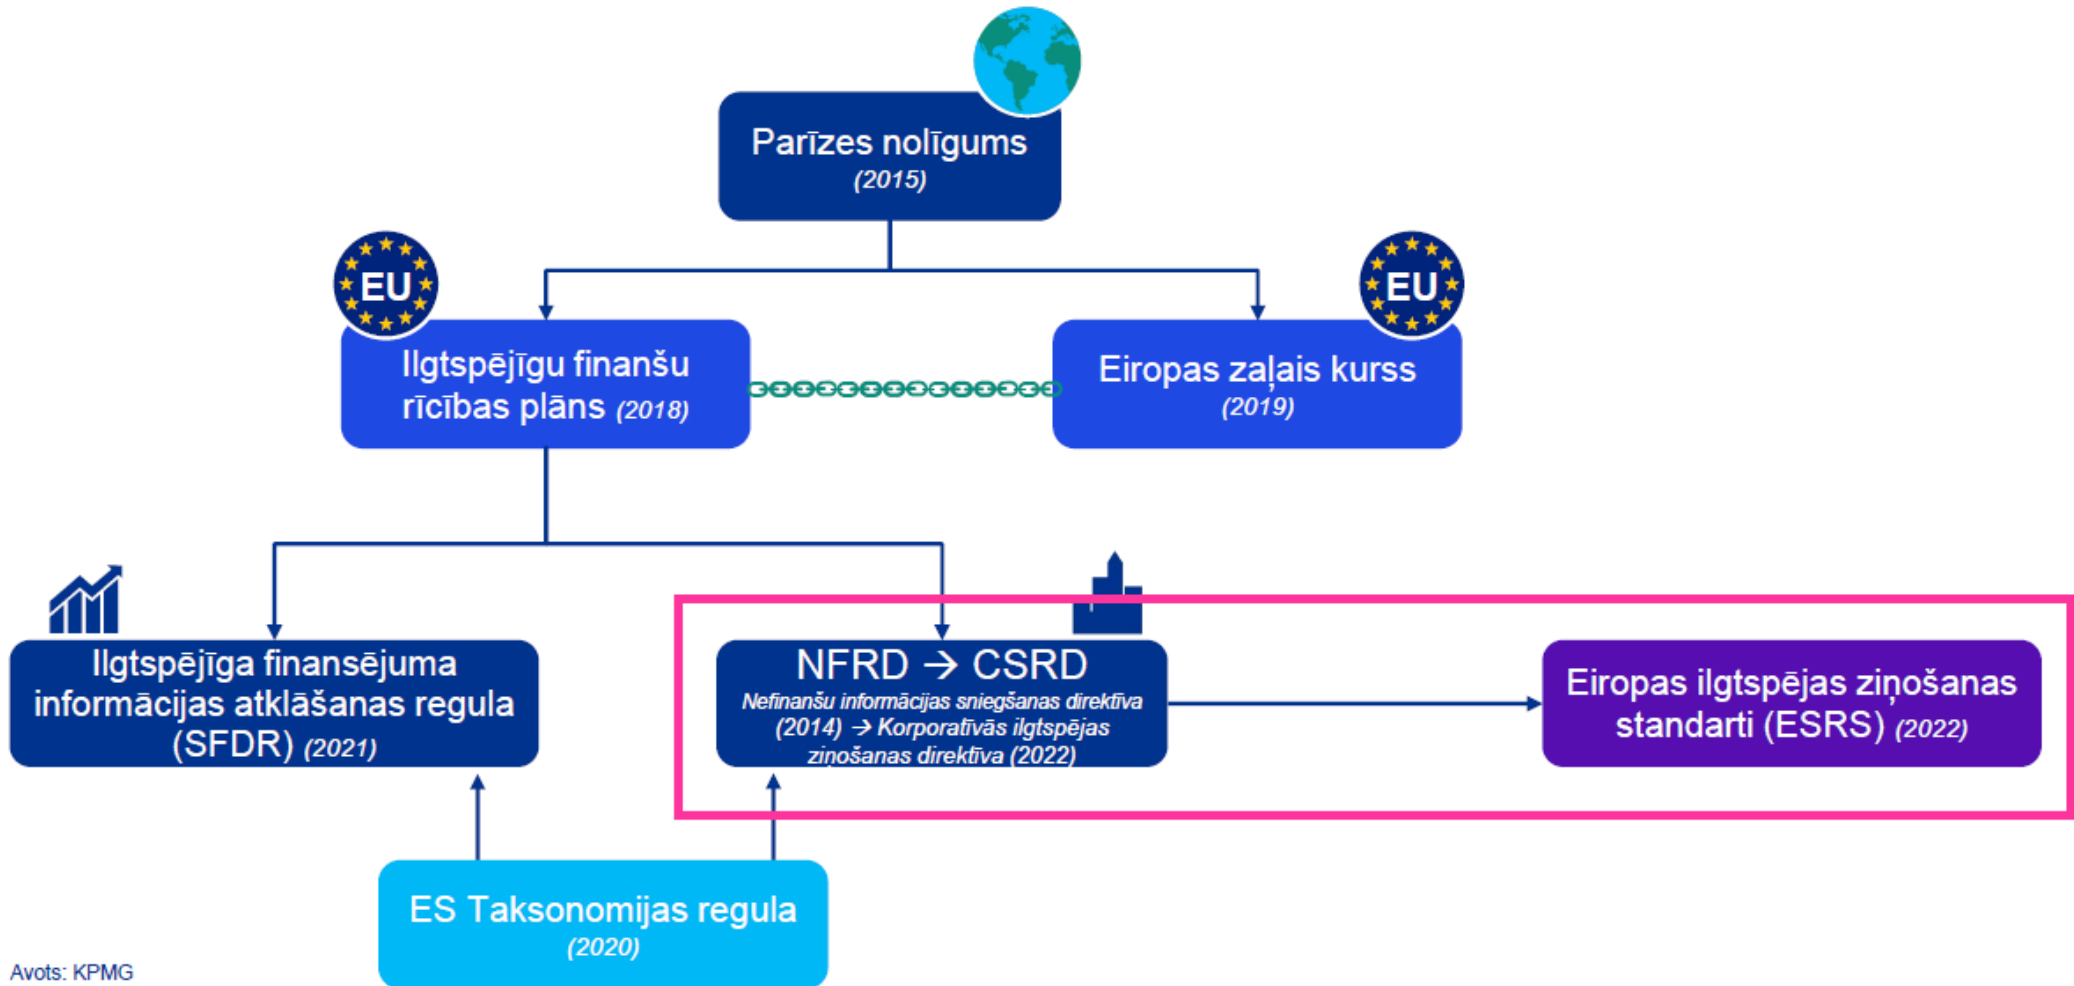 Parīzes nolīgums
(2015)
EU
EU
Ilgtspējīgu finanšu
rīcības plāns (2018)
Eiropas zaļais kurss
(2019)
Ilgtspējīga finansējuma
informācijas atklāšanas regula
(SFDR) (2021)
NFRD → CSRD
Nefinanšu informācijas sniegšanas direktīva
(2014) → Korporatīvās ilgtspējas
ziņošanas direktīva (2022)
Eiropas ilgtspējas ziņošanas
standarti (ESRS) (2022)
ES Taksonomijas regula
(2020)
Avots: KPMG